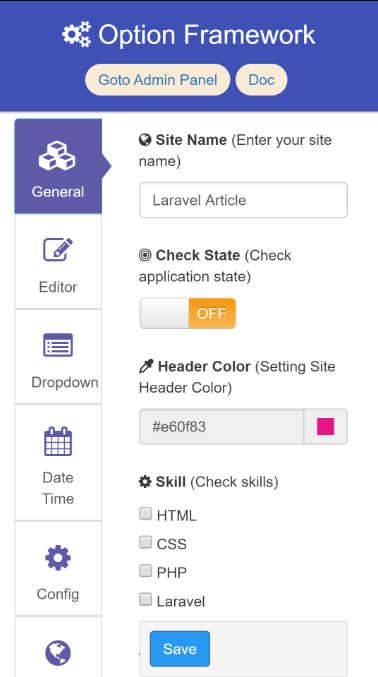 Option Framework
Goto Admin Panel Doc
General
Editor
Dropdown
Date
Time
Config
Site Name (Enter your site
name)
Laravel Article
Check State (Check
application state)
OFF
Header Color (Setting Site
Header Color)
#e60f83
Skill (Check skills)
HTML
CSS
PHP
Laravel
Save